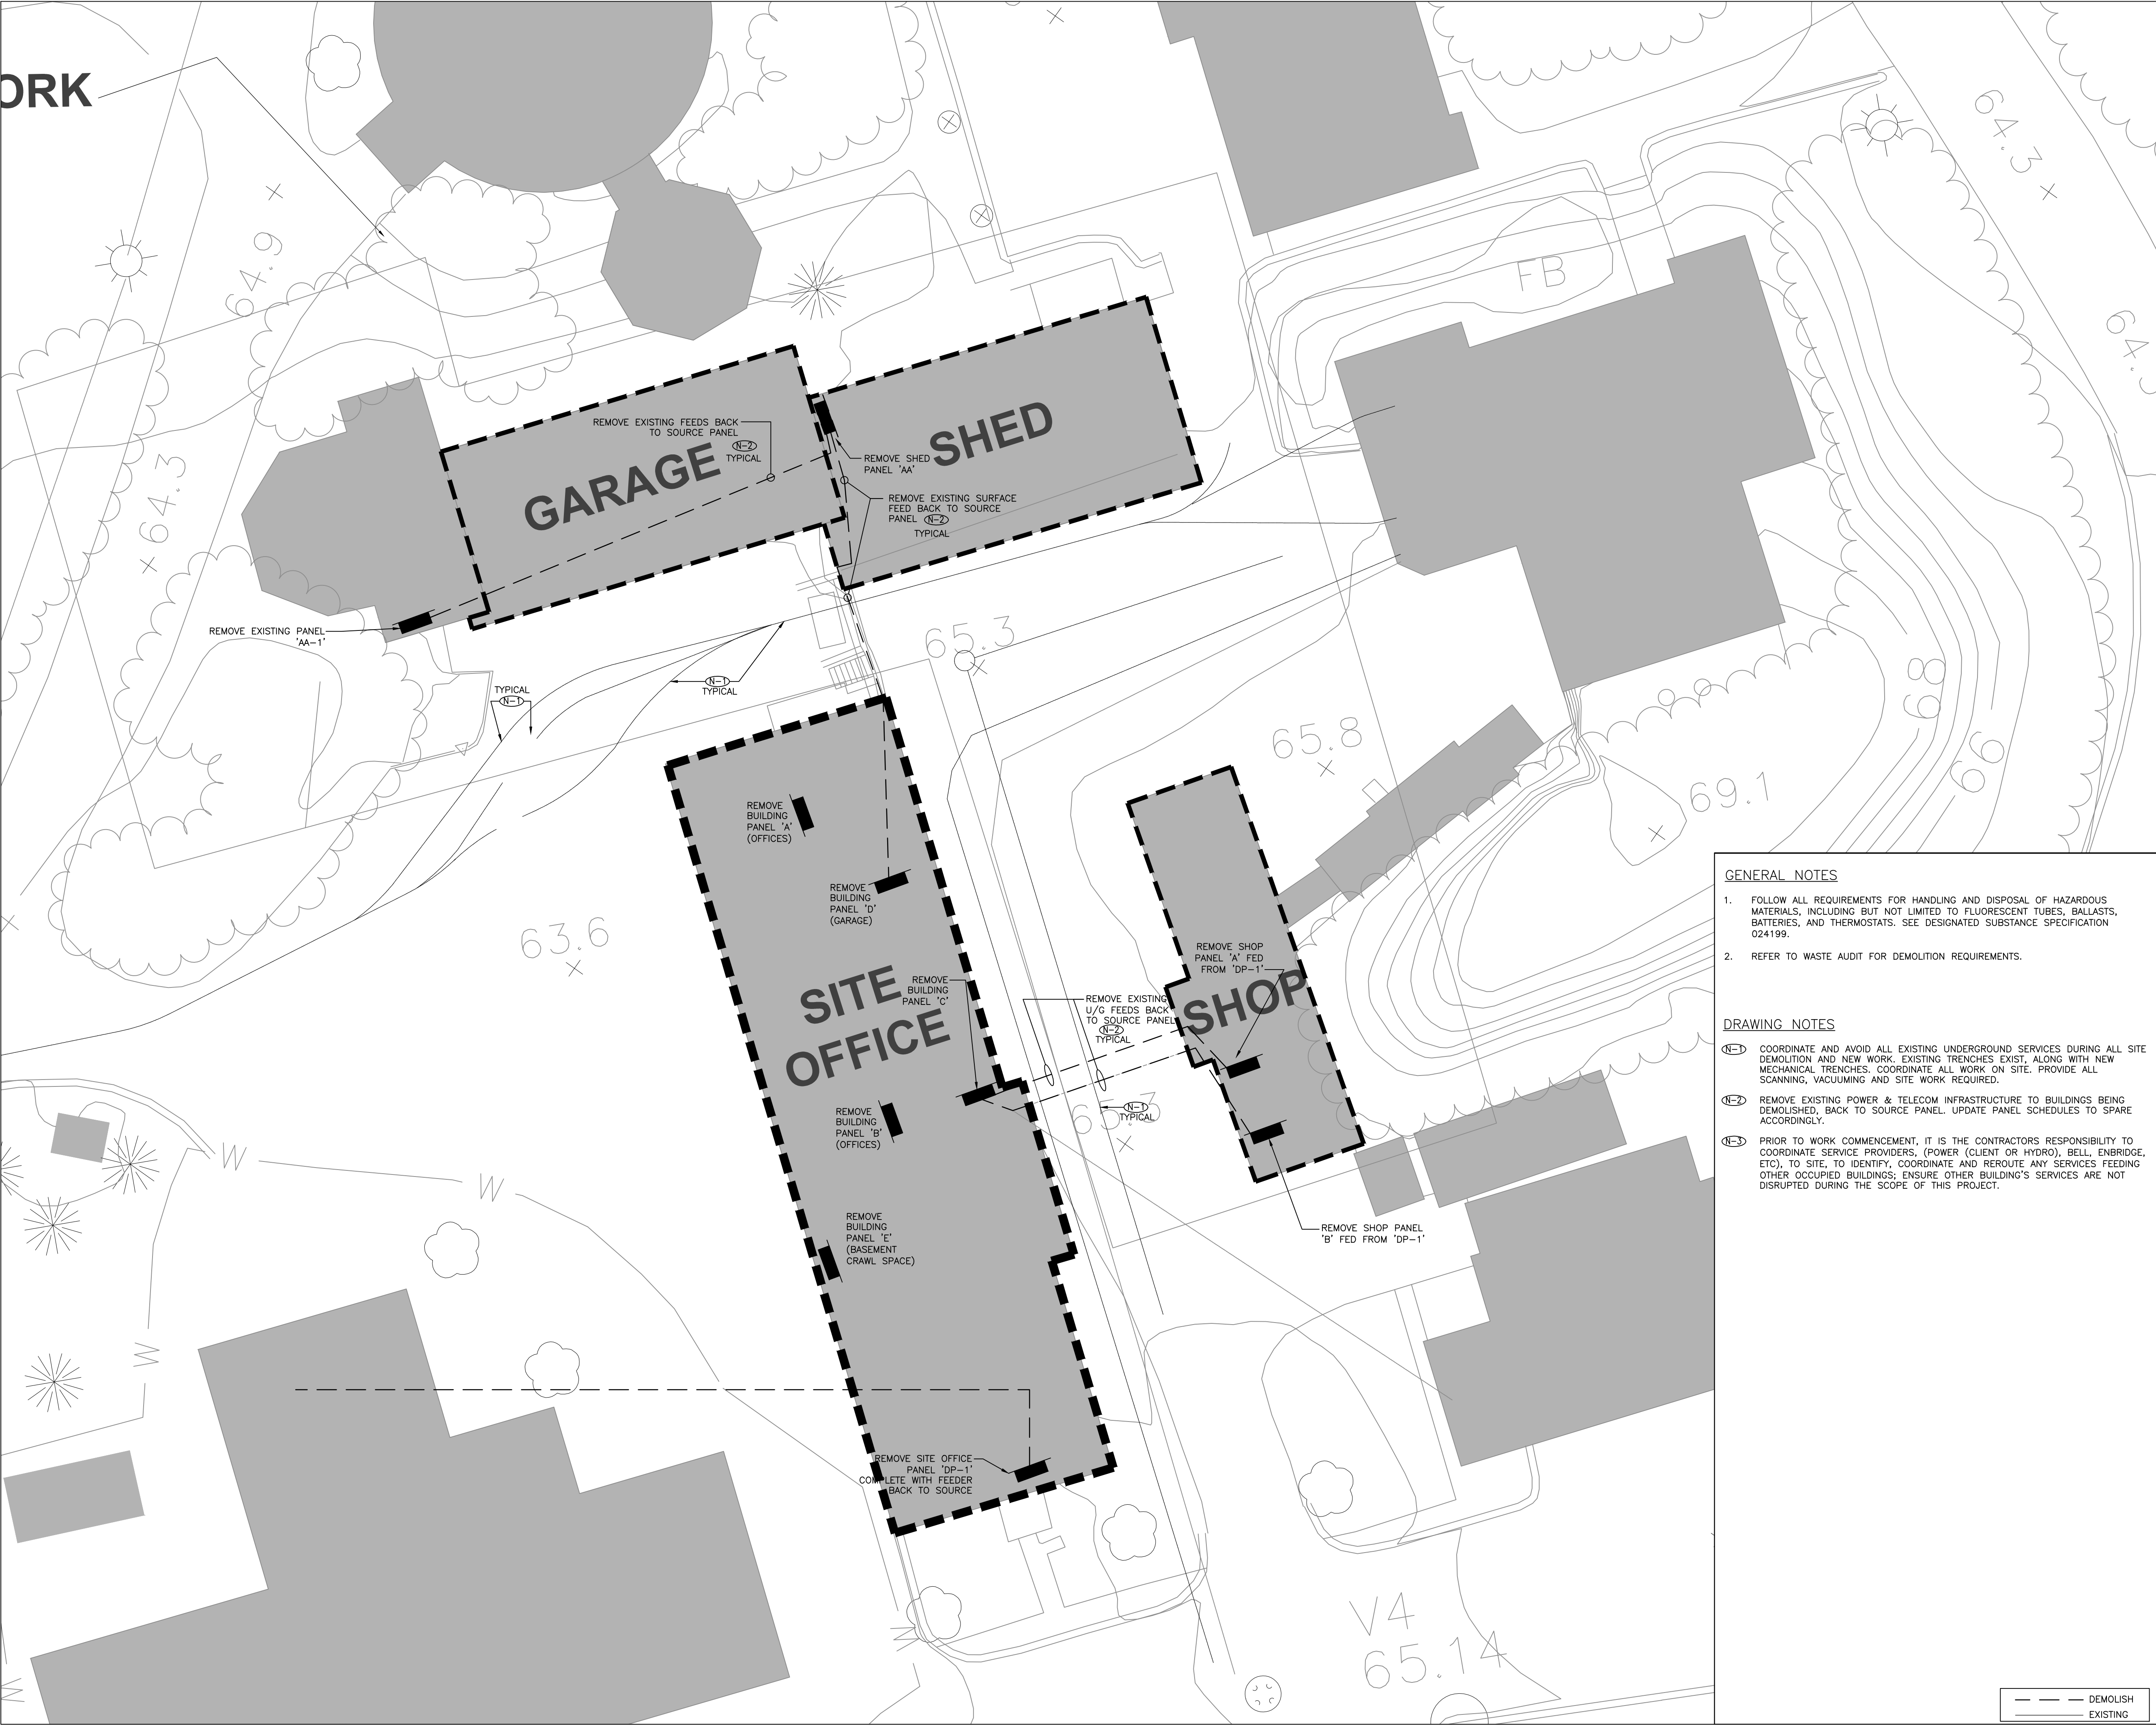 ORK
64.3
64.9
FB
64.3
REMOVE EXISTING FEEDS BACK
TO SOURCE PANEL
N-2
TYPICAL
GARAGE
SHED
REMOVE SHED
PANEL 'AA'
REMOVE EXISTING SURFACE
FEED BACK TO SOURCE
PANEL N-2
TYPICAL
REMOVE EXISTING PANEL
'AA-1'
TYPICAL
N-1
N-1
TYPICAL
65.3
65.8
68
66
69.1
63.6
REMOVE
BUILDING
PANEL 'A'
(OFFICES)
REMOVE
BUILDING
PANEL 'D'
(GARAGE)
SITE
OFFICE
REMOVE
BUILDING
PANEL 'C'
REMOVE SHOP
PANEL 'A' FED
FROM 'DP-1'
SHOP
REMOVE EXISTING
U/G FEEDS BACK
TO SOURCE PANEL
N-2
TYPICAL
65.3
N-1
TYPICAL
REMOVE
BUILDING
PANEL 'B'
(OFFICES)
REMOVE
BUILDING
PANEL 'E'
(BASEMENT
CRAWL SPACE)
REMOVE SHOP PANEL
'B' FED FROM 'DP-1'
W
W
W
W
W
REMOVE SITE OFFICE
PANEL 'DP-1'
COMPLETE WITH FEEDER
BACK TO SOURCE
V4
65.14
GENERAL NOTES
1. FOLLOW ALL REQUIREMENTS FOR HANDLING AND DISPOSAL OF HAZARDOUS
MATERIALS, INCLUDING BUT NOT LIMITED TO FLUORESCENT TUBES, BALLASTS,
BATTERIES, AND THERMOSTATS. SEE DESIGNATED SUBSTANCE SPECIFICATION
024199.
2. REFER TO WASTE AUDIT FOR DEMOLITION REQUIREMENTS.
DRAWING NOTES
N-1 COORDINATE AND AVOID ALL EXISTING UNDERGROUND SERVICES DURING ALL SITE
DEMOLITION AND NEW WORK. EXISTING TRENCHES EXIST, ALONG WITH NEW
MECHANICAL TRENCHES. COORDINATE ALL WORK ON SITE. PROVIDE ALL
SCANNING, VACUUMING AND SITE WORK REQUIRED.
N-2 REMOVE EXISTING POWER & TELECOM INFRASTRUCTURE TO BUILDINGS BEING
DEMOLISHED, BACK TO SOURCE PANEL. UPDATE PANEL SCHEDULES TO SPARE
ACCORDINGLY.
N-3 PRIOR TO WORK COMMENCEMENT, IT IS THE CONTRACTORS RESPONSIBILITY TO
COORDINATE SERVICE PROVIDERS, (POWER (CLIENT OR HYDRO), BELL, ENBRIDGE,
ETC), TO SITE, TO IDENTIFY, COORDINATE AND REROUTE ANY SERVICES FEEDING
OTHER OCCUPIED BUILDINGS; ENSURE OTHER BUILDING'S SERVICES ARE NOT
DISRUPTED DURING THE SCOPE OF THIS PROJECT.
DEMOLISH
EXISTING